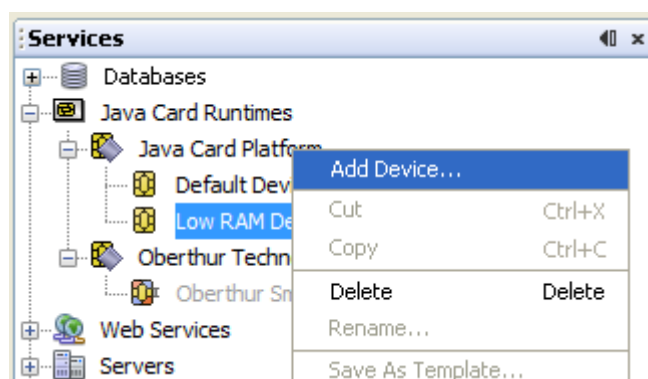 Services
Databases
Java Card Runtimes
Java Card Platform
Default Dev
Low RAM De
Oberthur Techn
Oberthur Sn
Web Services
Servers
Add Device...
Cut Ctrl+X
Copy Ctrl+C
Delete Delete
Rename...
Save As Template...